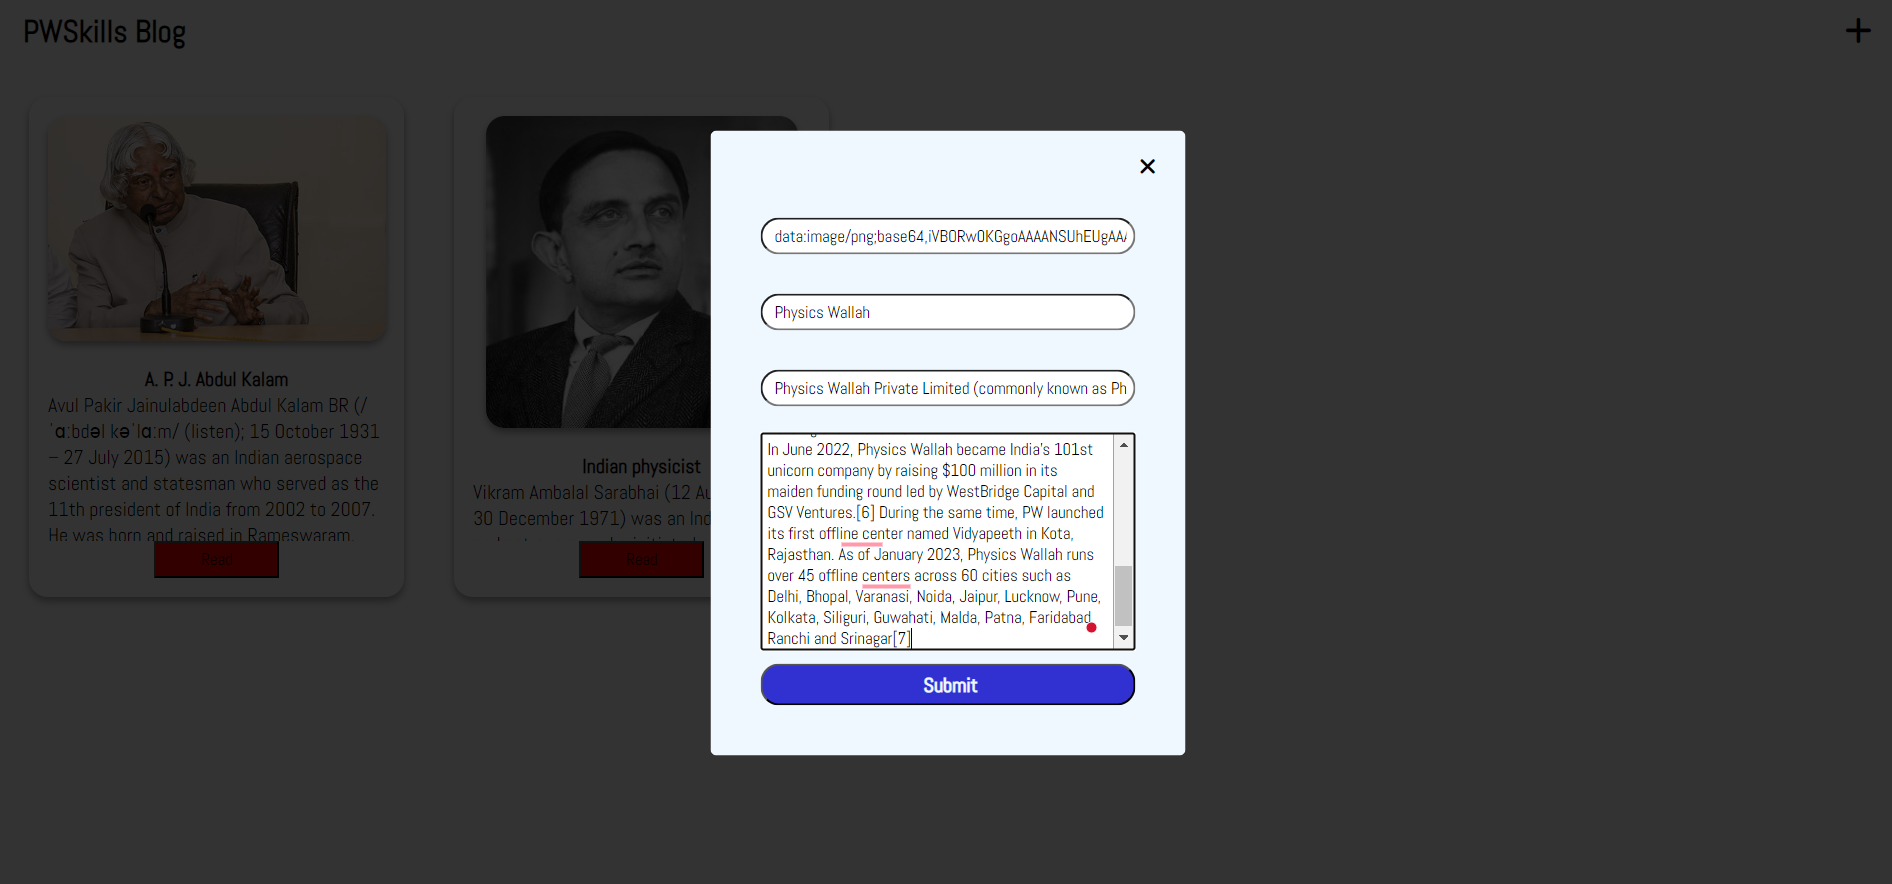 PWSkills Blog
A. P. J. Abdul Kalam
Avul Pakir Jainulabdeen Abdul Kalam BR (/
ˈɑːbdəl kəˈlɑːm/ (listen); 15 October 1931
– 27 July 2015) was an Indian aerospace
scientist and statesman who served as the
11th president of India from 2002 to 2007.
He was born and raised in Rameswaram,
Read
Indian physicist
Vikram Ambalal Sarabhai (12 Au
30 December 1971) was an Ind
Read
data:image/png;base64,iVBORw0KGgoAAAANSUhEUgAAA
Physics Wallah
Physics Wallah Private Limited (commonly known as Ph
In June 2022, Physics Wallah became India's 101st
unicorn company by raising $100 million in its
maiden funding round led by WestBridge Capital and
GSV Ventures.[6] During the same time, PW launched
its first offline center named Vidyapeeth in Kota,
Rajasthan. As of January 2023, Physics Wallah runs
over 45 offline centers across 60 cities such as
Delhi, Bhopal, Varanasi, Noida, Jaipur, Lucknow, Pune,
Kolkata, Siliguri, Guwahati, Malda, Patna, Faridabad,
Ranchi and Srinagar[7]
Submit